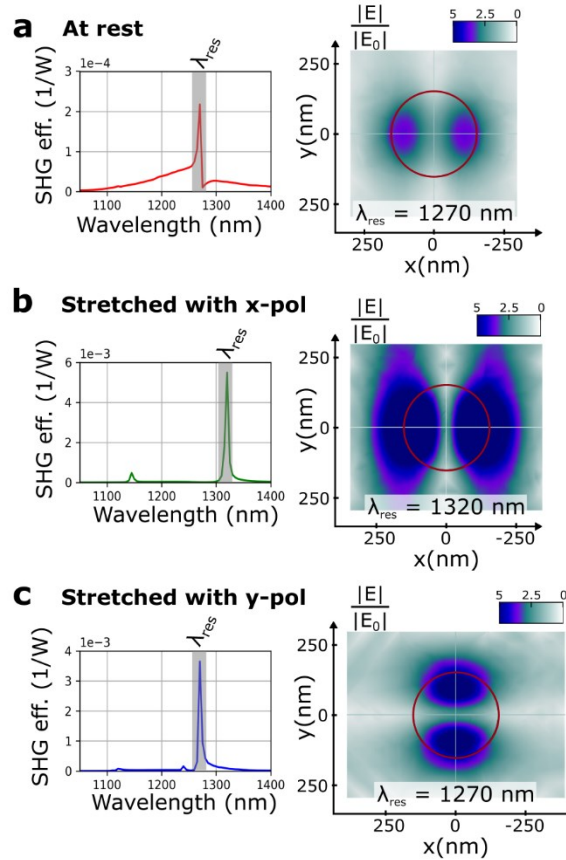 a At rest
1e−4
λres
SHG eff. (1/W)
3
2
1
0
1100 1200 1300 1400
Wavelength (nm)
|E|
|E₀|
5 2.5 0
y(nm)
250
0
250
λres = 1270 nm
250 0 -250
x(nm)
b Stretched with x-pol
1e−3
λres
SHG eff. (1/W)
6
4
2
0
1100 1200 1300 1400
Wavelength (nm)
|E|
|E₀|
5 2.5 0
y(nm)
250
0
250
λres = 1320 nm
250 0 -250
x(nm)
c Stretched with y-pol
1e−3
λres
SHG eff. (1/W)
4
3
2
1
0
1100 1200 1300 1400
Wavelength (nm)
|E|
|E₀|
5 2.5 0
y(nm)
250
0
250
λres = 1270 nm
250 0 -250
x(nm)